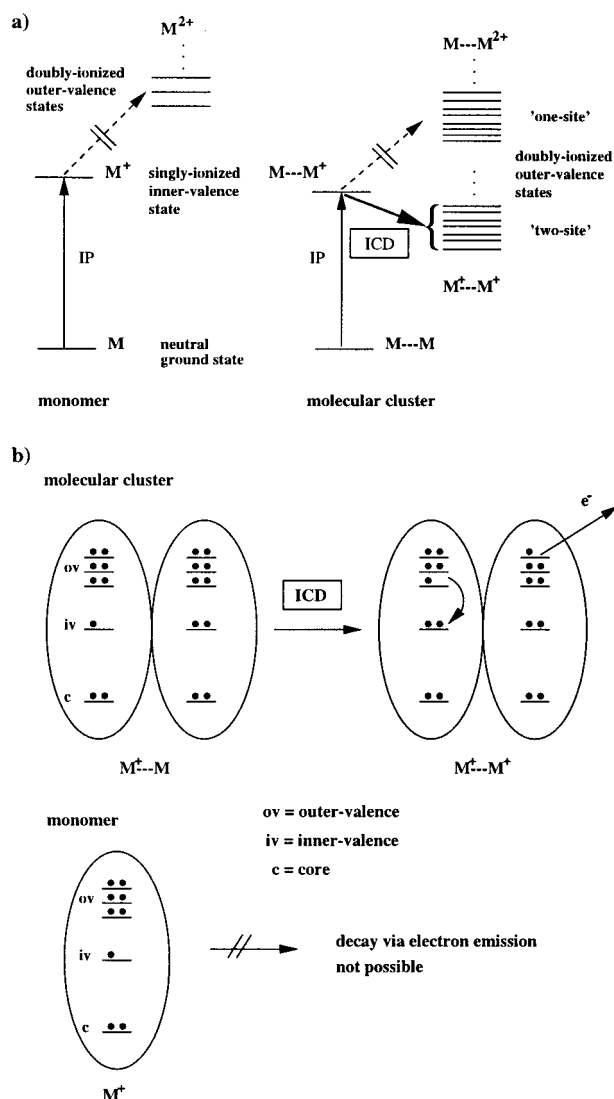 a)
M2+
doubly-ionized
outer-valence
states
M+
singly-ionized
inner-valence
state
IP
M
neutral
ground state
monomer
M---M2+
'one-site'
doubly-ionized
outer-valence
states
M---M+
ICD
'two-site'
IP
M+---M+
M---M
molecular cluster
b)
molecular cluster
e-
ov
iv
c
ICD
M+---M
M+---M+
ov = outer-valence
iv = inner-valence
c = core
monomer
ov
iv
c
decay via electron emission
not possible
M+